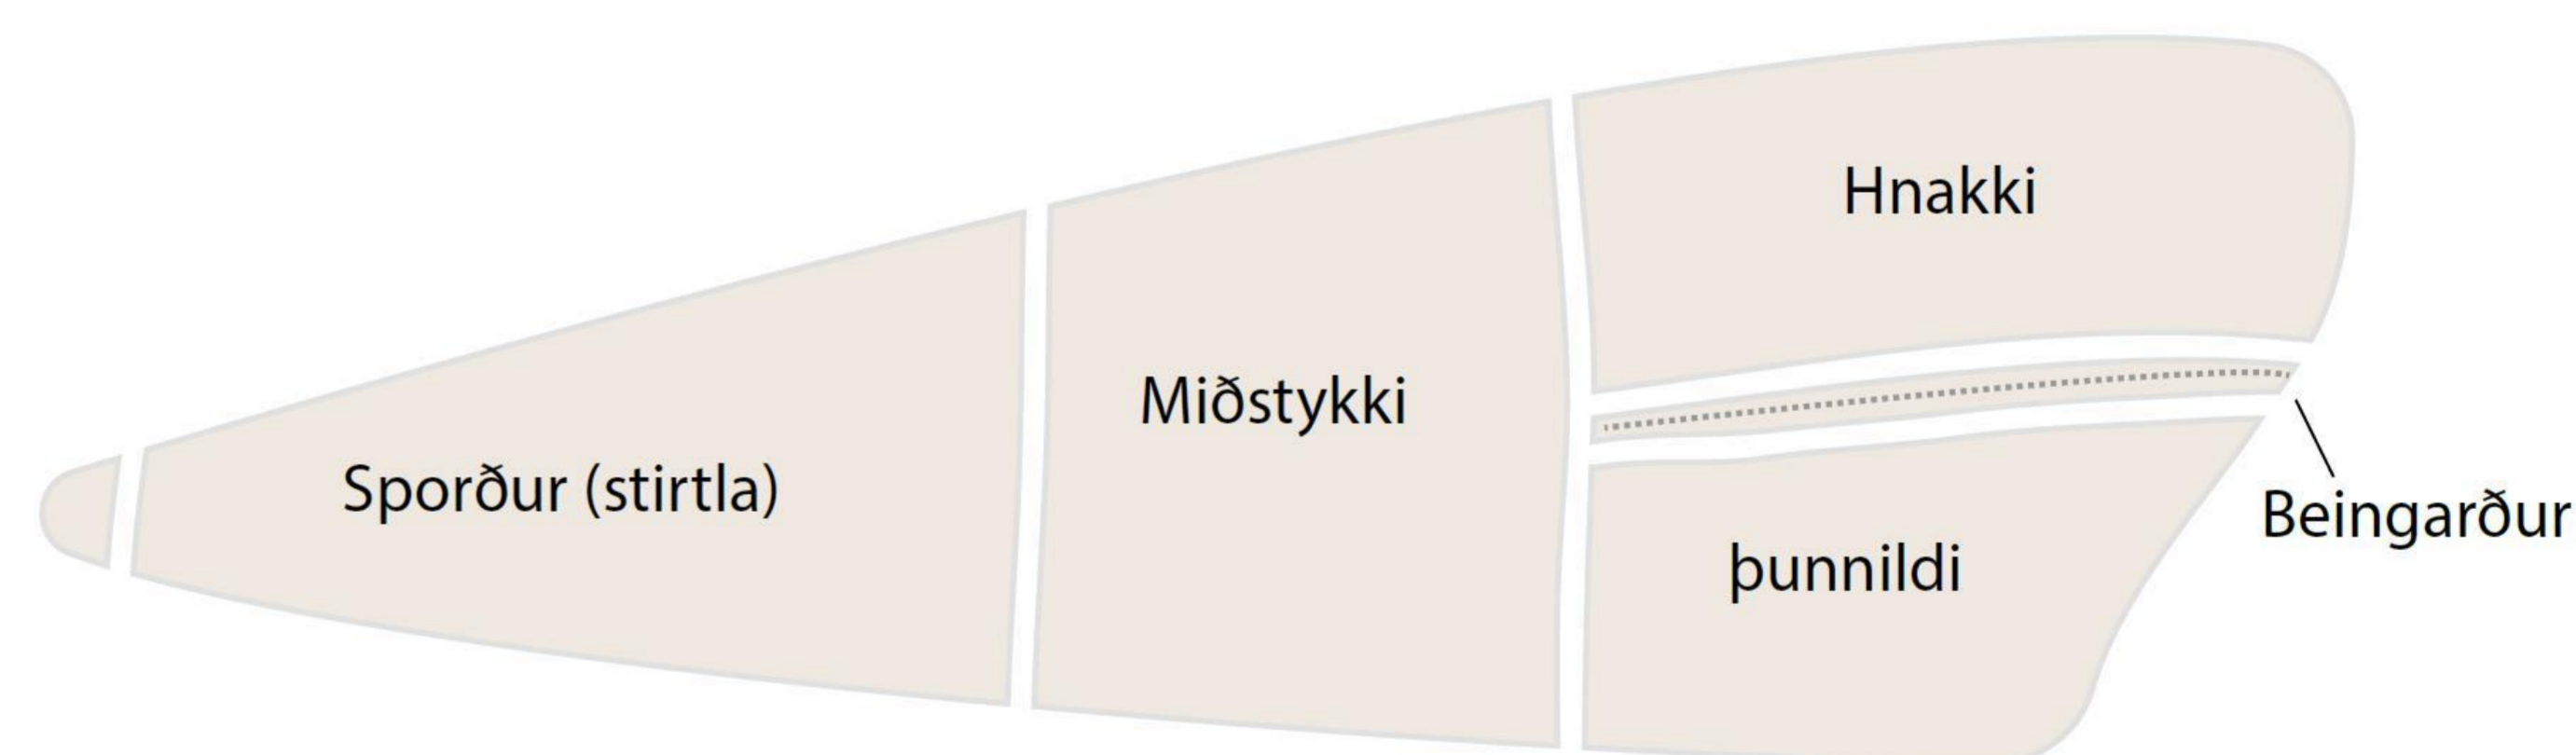 Hnakki
Miðstykki
Sporður (stirtla)
Beingarður
þunnildi